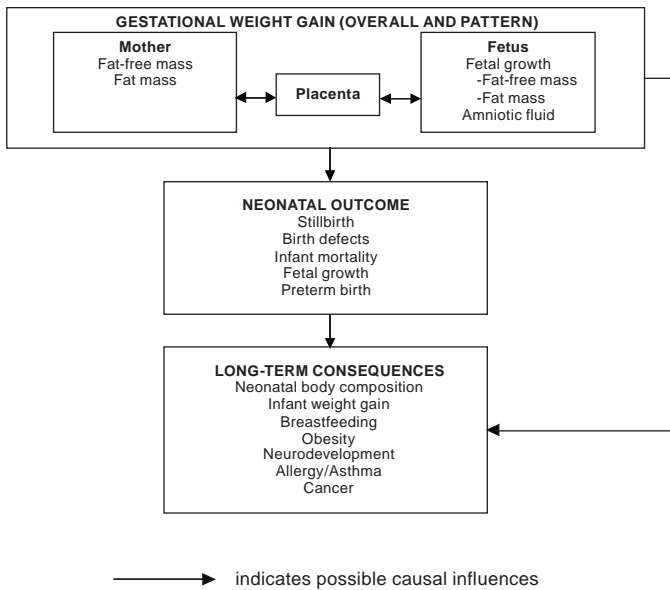 GESTATIONAL WEIGHT GAIN (OVERALL AND PATTERN)
Mother
Fat-free mass
Fat mass
Placenta
Fetus
Fetal growth
-Fat-free mass
-Fat mass
Amniotic fluid
NEONATAL OUTCOME
Stillbirth
Birth defects
Infant mortality
Fetal growth
Preterm birth
LONG-TERM CONSEQUENCES
Neonatal body composition
Infant weight gain
Breastfeeding
Obesity
Neurodevelopment
Allergy/Asthma
Cancer
indicates possible causal influences